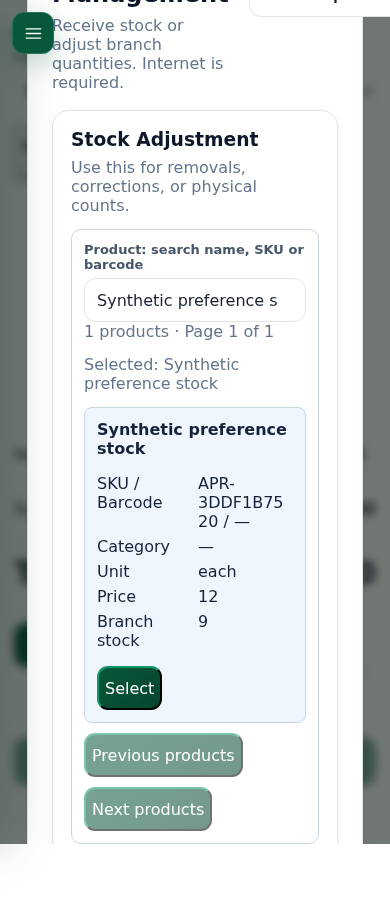 Receive stock or
adjust branch
quantities. Internet is
required.
Stock Adjustment
Use this for removals,
corrections, or physical
counts.
Product: search name, SKU or
barcode
Synthetic preference s
1 products · Page 1 of 1
Selected: Synthetic
preference stock
Synthetic preference
stock
SKU / APR-
Barcode 3DDF1B75
20 / —
Category —
Unit each
Price 12
Branch 9
stock
Select
Previous products
Next products